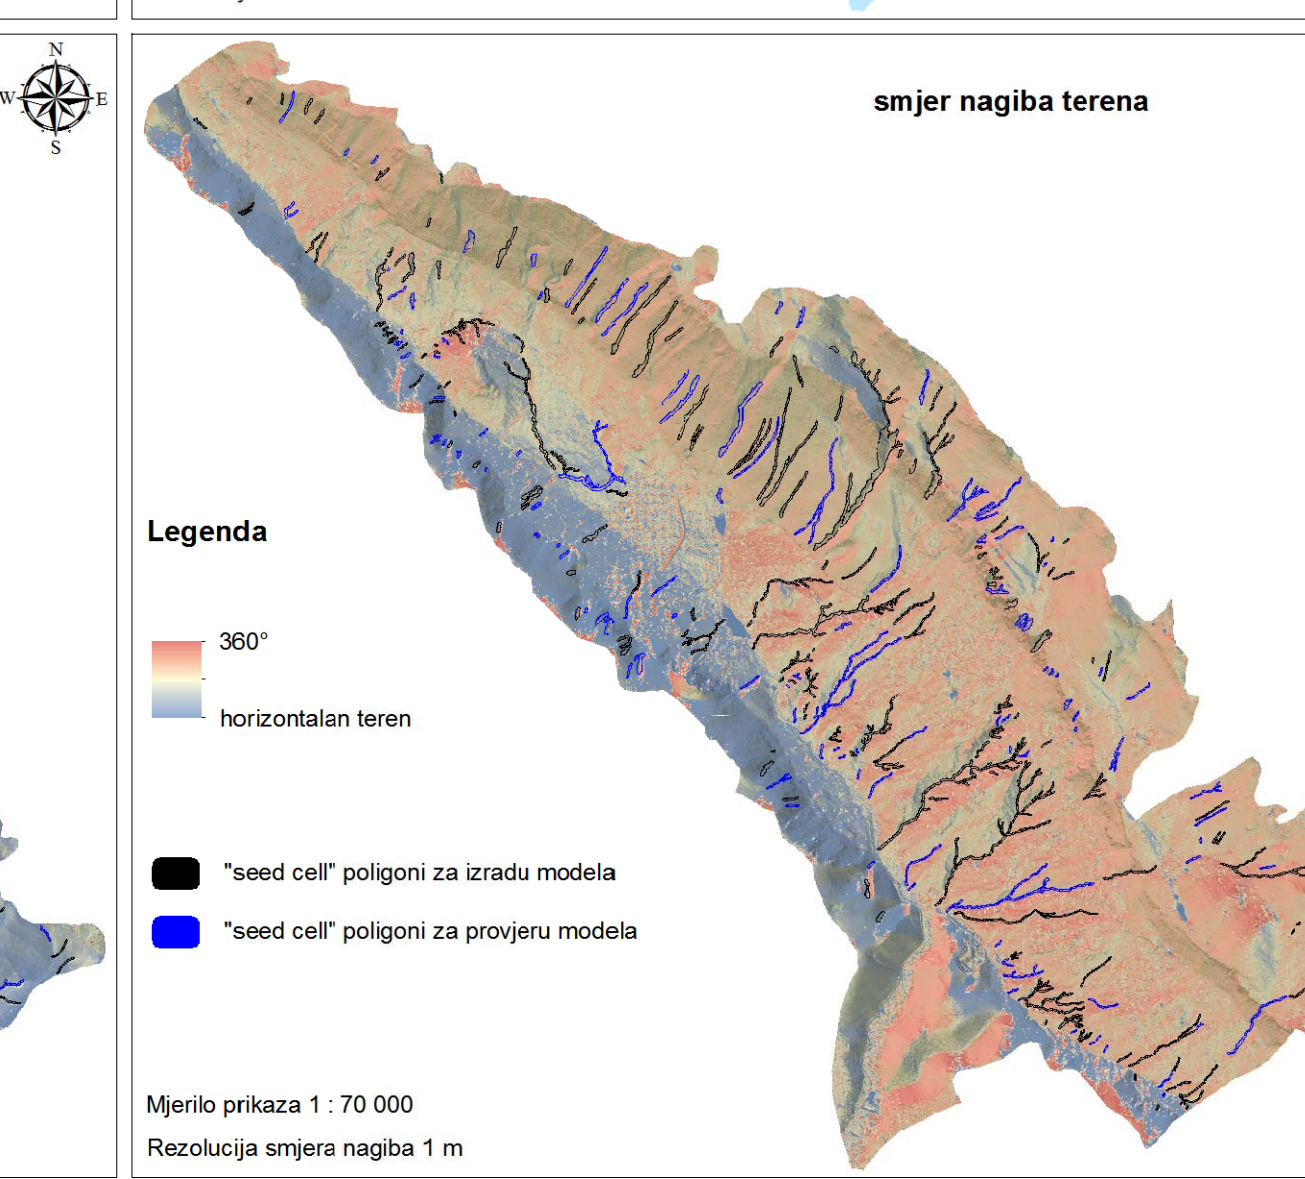 N
W E
S
smjer nagiba terena
Legenda
360°
horizontalan teren
"seed cell" poligoni za izradu modela
"seed cell" poligoni za provjeru modela
Mjerilo prikaza 1 : 70 000
Rezolucija smjera nagiba 1 m